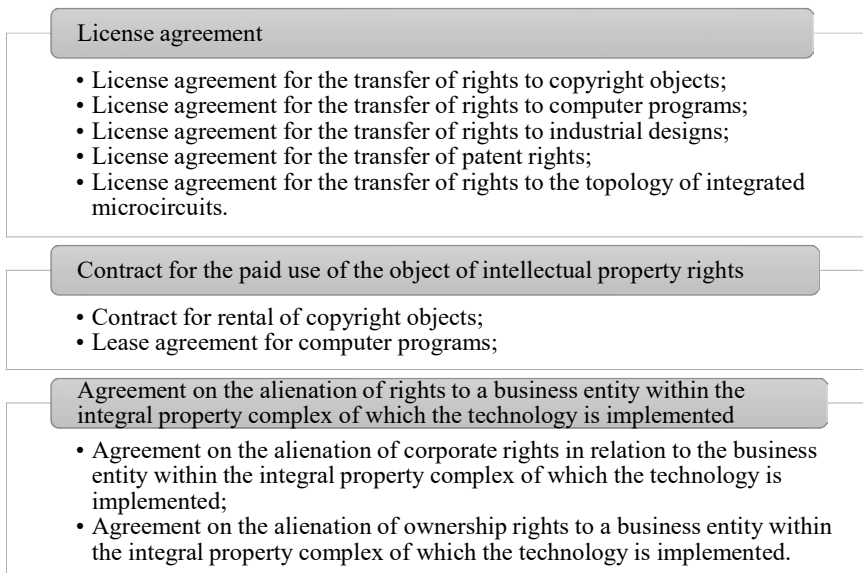 License agreement
• License agreement for the transfer of rights to copyright objects;
• License agreement for the transfer of rights to computer programs;
• License agreement for the transfer of rights to industrial designs;
• License agreement for the transfer of patent rights;
• License agreement for the transfer of rights to the topology of integrated
microcircuits.
Contract for the paid use of the object of intellectual property rights
• Contract for rental of copyright objects;
• Lease agreement for computer programs;
Agreement on the alienation of rights to a business entity within the
integral property complex of which the technology is implemented
• Agreement on the alienation of corporate rights in relation to the business
entity within the integral property complex of which the technology is
implemented;
• Agreement on the alienation of ownership rights to a business entity within
the integral property complex of which the technology is implemented.